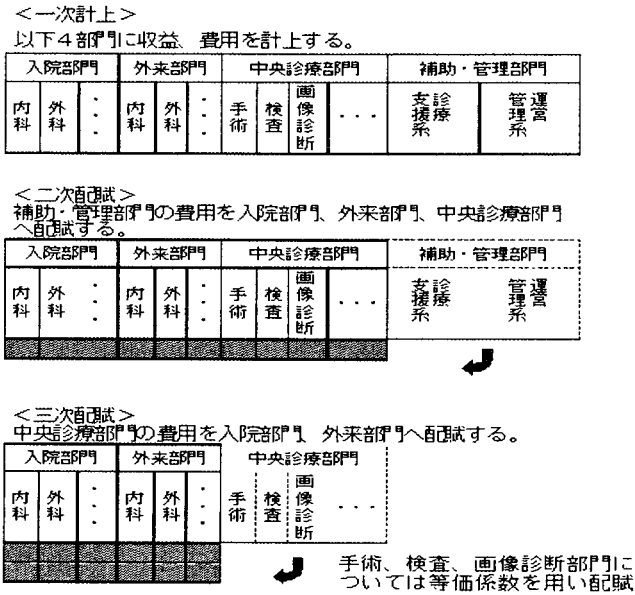 ＜一次計上＞
以下４部門に収益、費用を計上する。
入院部門 外来部門 中央診療部門 補助・管理部門
内科 外科 ・・・ 内科 外科 ・・・ 手術 検査 画像診断 ・・・ 診療支援系 運営管理系
＜二次配賦＞
補助・管理部門の費用を入院部門、外来部門、中央診療部門
へ配賦する。
入院部門 外来部門 中央診療部門 補助・管理部門
内科 外科 ・・・ 内科 外科 ・・・ 手術 検査 画像診断 ・・・ 診療支援系 運営管理系
＜三次配賦＞
中央診療部門の費用を入院部門、外来部門へ配賦する。
入院部門 外来部門 中央診療部門
内科 外科 ・・・ 内科 外科 ・・・ 手術 検査 画像診断 ・・・
手術、検査、画像診断部門に
ついては等価係数を用い配賦